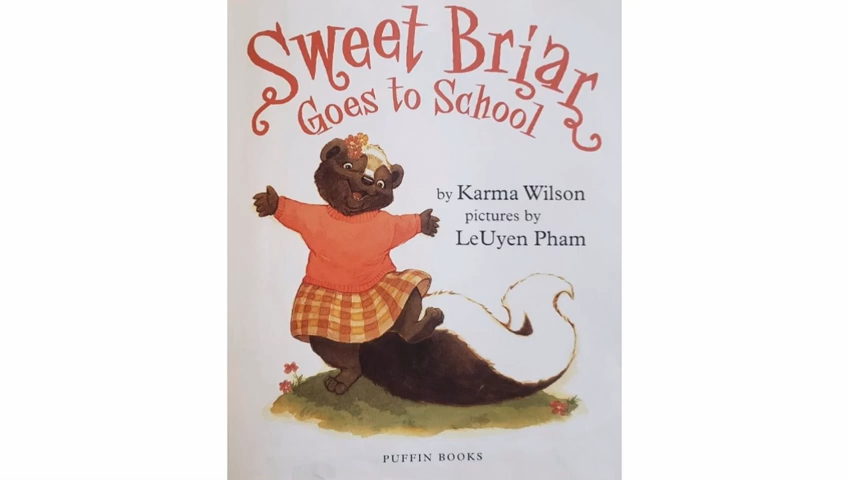 Sweet Briar
Goes to School
by Karma Wilson
pictures by
LeUyen Pham
PUFFIN BOOKS